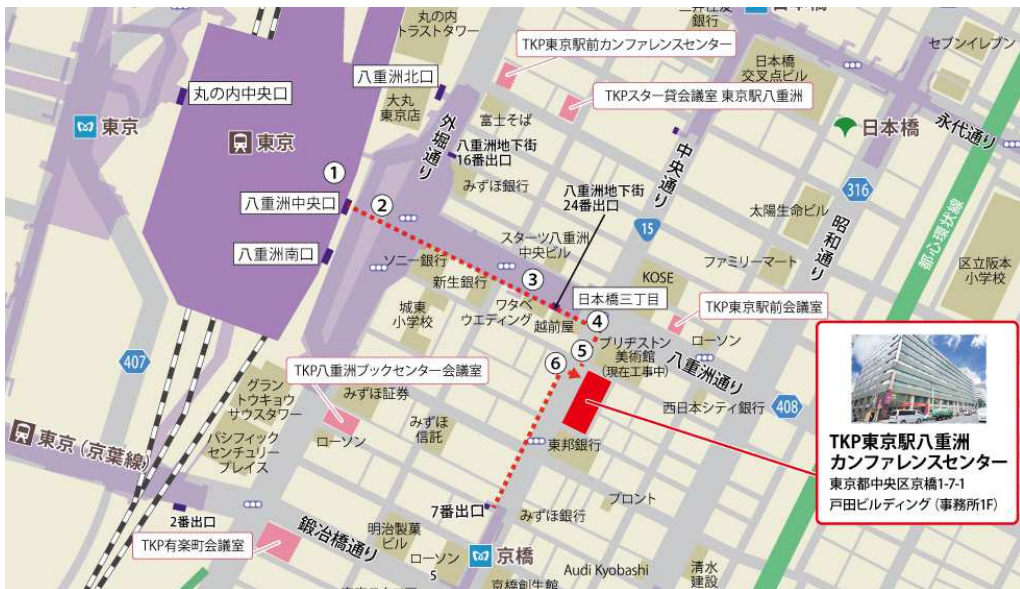 丸の内
トラストタワー
銀行
TKP東京駅前カンファレンスセンター
セブンイレブン
八重洲北口
日本橋
交叉点ビル
丸の内中央口
大丸
東京店
TKPスター貸会議室 東京駅八重洲
東京
東京
外堀通り
富士そば
中央通り
日本橋
永代通り
八重洲地下街
16番出口
みずほ銀行
①
八重洲中央口
②
八重洲地下街
24番出口
316
太陽生命ビル
昭和通り
都心環状線
15
八重洲南口
ソニー銀行
スターツ八重洲
中央ビル
新生銀行
③
KOSE
ファミリーマート
区立阪本
小学校
城東
小学校
ワタベ
ウエディング
越前屋
日本橋三丁目
④
TKP東京駅前会議室
ローソン
407
⑤
⑥
ブリヂストン
美術館
(現在工事中)
八重洲通り
TKP八重洲ブックセンター会議室
グラン
トウキョウ
サウスタワー
みずほ証券
西日本シティ銀行
408
東京(京葉線)
パシフィック
センチュリー
プレイス
ローソン
みずほ
信託
東邦銀行
TKP東京駅八重洲
カンファレンスセンター
東京都中央区京橋1-7-1
戸田ビルディング(事務所1F)
プロント
2番出口
鍛冶橋通り
7番出口
みずほ銀行
TKP有楽町会議室
明治製菓
ビル
ローソン
5
京橋
Audi Kyobashi
清水
建設
京橋創生館